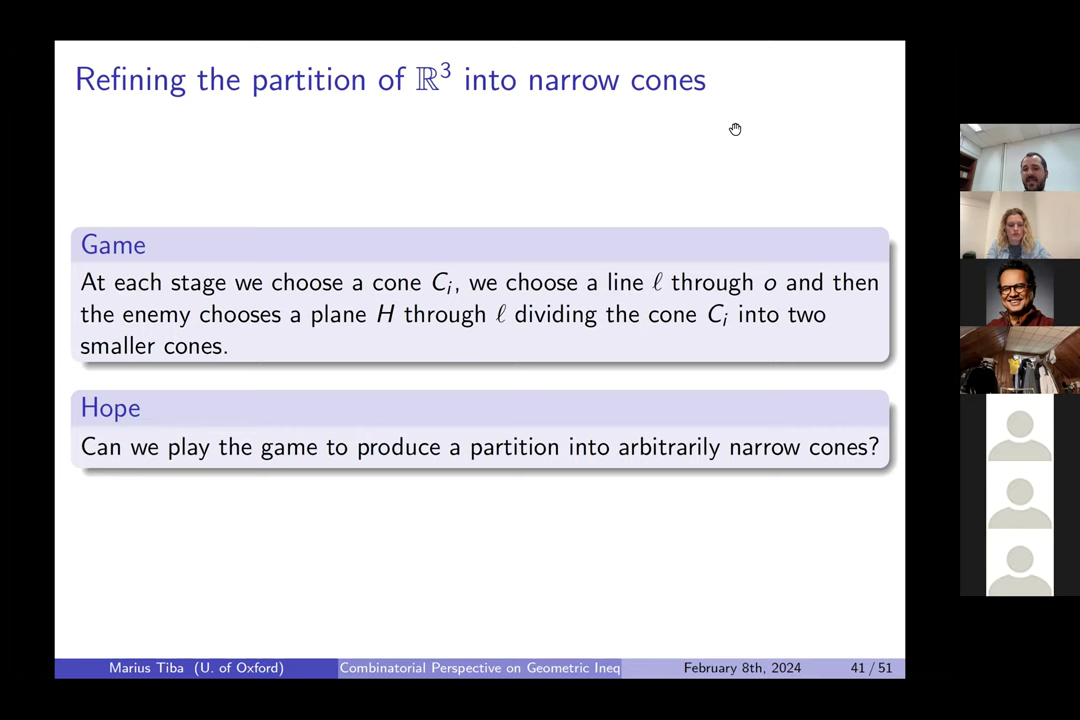 Refining the partition of ℝ³ into narrow cones
Game
At each stage we choose a cone Cᵢ, we choose a line ℓ through o and then
the enemy chooses a plane H through ℓ dividing the cone Cᵢ into two
smaller cones.
Hope
Can we play the game to produce a partition into arbitrarily narrow cones?
Marius Tiba (U. of Oxford) Combinatorial Perspective on Geometric Ineq February 8th, 2024 41 / 51